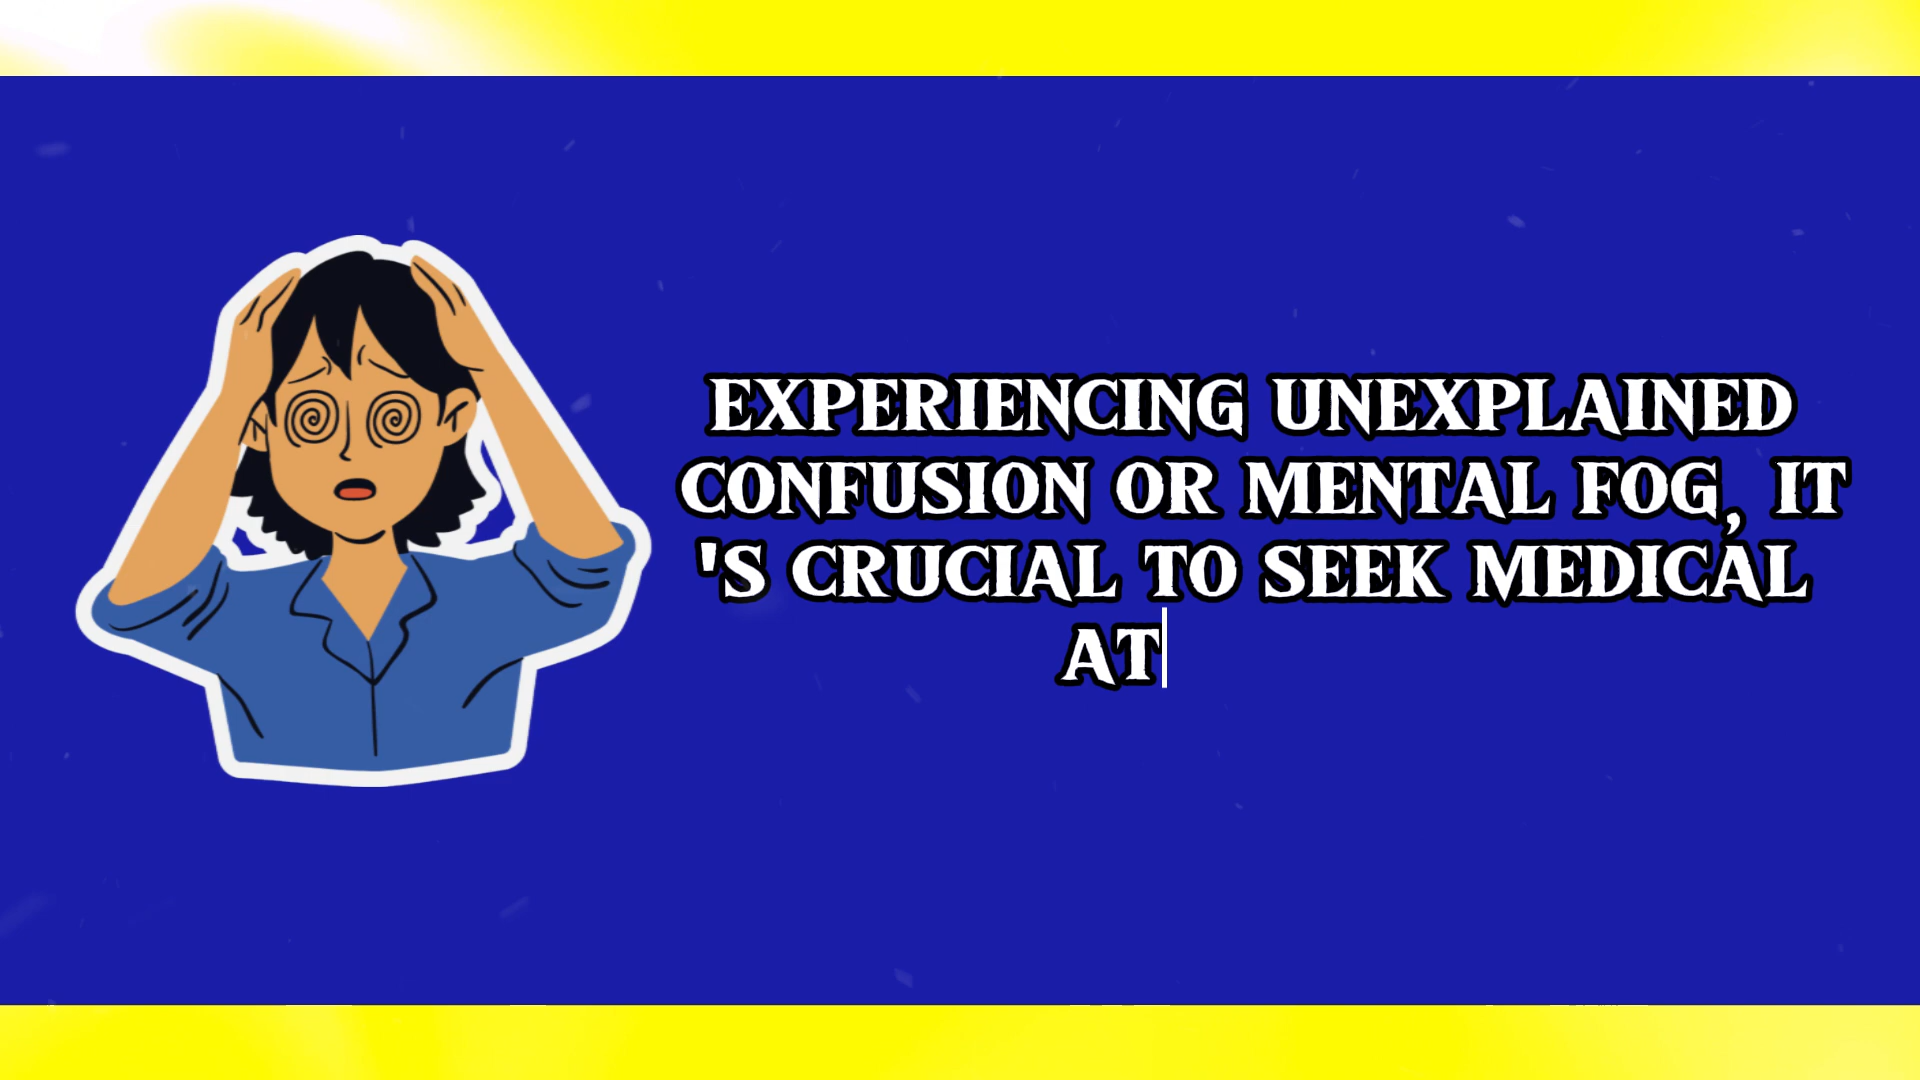 EXPERIENCING UNEXPLAINED
CONFUSION OR MENTAL FOG, IT
'S CRUCIAL TO SEEK MEDICAL
AT